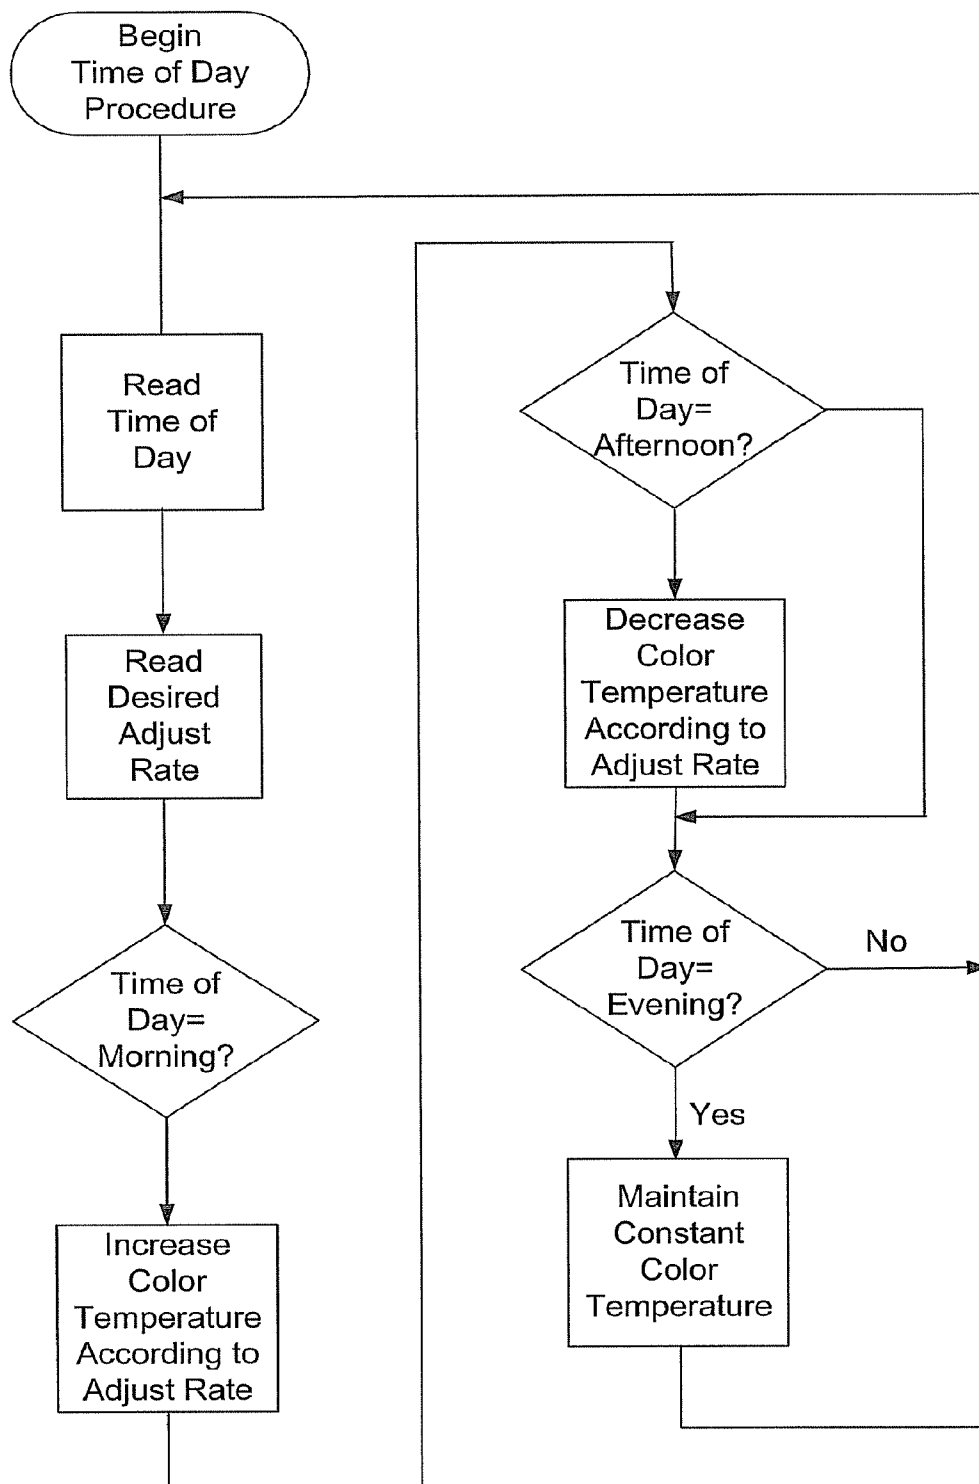 Begin
Time of Day
Procedure
Read
Time of
Day
Read
Desired
Adjust
Rate
Time of
Day=
Morning?
Increase
Color
Temperature
According to
Adjust Rate
Time of
Day=
Afternoon?
Decrease
Color
Temperature
According to
Adjust Rate
Time of
Day=
Evening?
No
Yes
Maintain
Constant
Color
Temperature